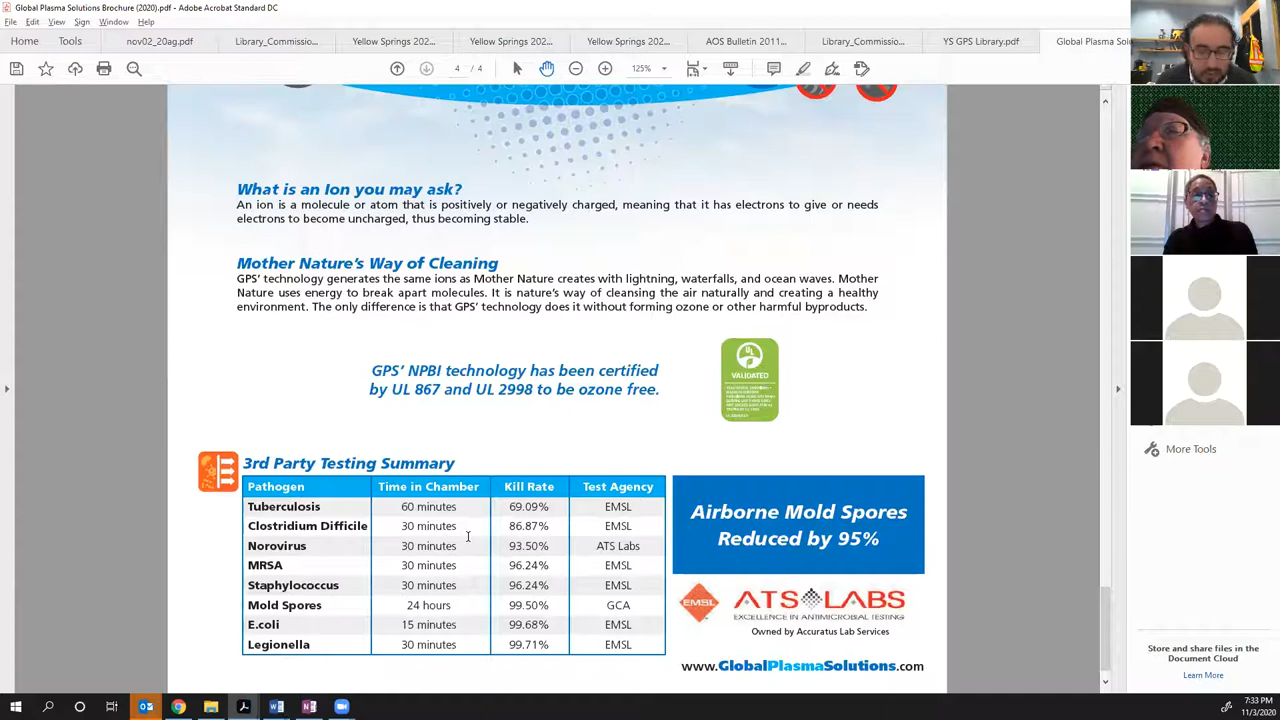 Global Plasma Solutions Brochure (2020).pdf - Adobe Acrobat Standard DC
File Edit View Sign Window Help
Home Tools nov02_20ag.pdf Library_Commissio... Yellow Springs 202... Yellow Springs 202... Yellow Springs 202... AOS Bulletin 2011... Library_Commissio... YS GPS Library.pdf Global Plasma Solu
4 / 4 125%
What is an Ion you may ask?
An ion is a molecule or atom that is positively or negatively charged, meaning that it has electrons to give or needs
electrons to become uncharged, thus becoming stable.
Mother Nature's Way of Cleaning
GPS' technology generates the same ions as Mother Nature creates with lightning, waterfalls, and ocean waves. Mother
Nature uses energy to break apart molecules. It is nature's way of cleansing the air naturally and creating a healthy
environment. The only difference is that GPS' technology does it without forming ozone or other harmful byproducts.
GPS' NPBI technology has been certified
by UL 867 and UL 2998 to be ozone free.
UL
VALIDATED
3rd Party Testing Summary
Pathogen Time in Chamber Kill Rate Test Agency
Tuberculosis 60 minutes 69.09% EMSL
Clostridium Difficile 30 minutes 86.87% EMSL
Norovirus 30 minutes 93.50% ATS Labs
MRSA 30 minutes 96.24% EMSL
Staphylococcus 30 minutes 96.24% EMSL
Mold Spores 24 hours 99.50% GCA
E.coli 15 minutes 99.68% EMSL
Legionella 30 minutes 99.71% EMSL
Airborne Mold Spores
Reduced by 95%
EMSL ATS LABS
EXCELLENCE IN ANTIMICROBIAL TESTING
Owned by Accuratus Lab Services
www.GlobalPlasmaSolutions.com
More Tools
Store and share files in the
Document Cloud
Learn More
7:33 PM
11/3/2020